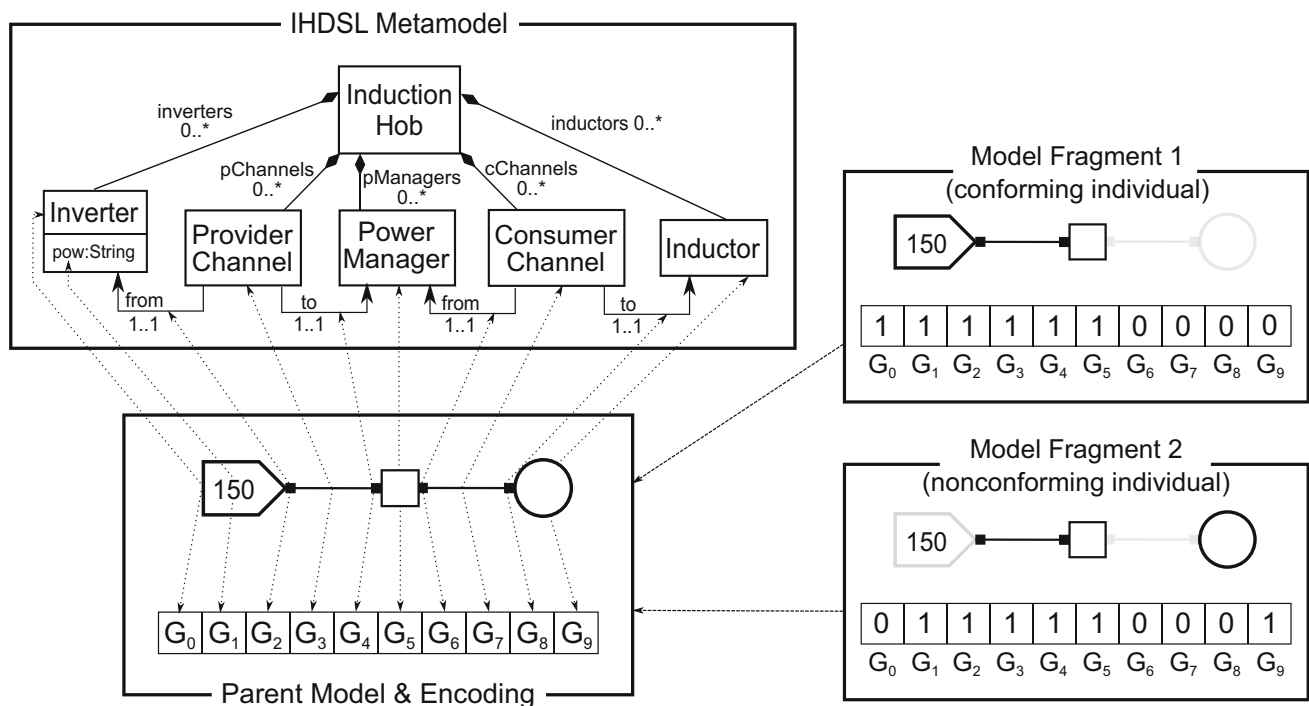 IHDSL Metamodel
Induction
Hob
inverters
0..*
inductors 0..*
pChannels
0..*
pManagers
0..*
cChannels
0..*
Inverter
pow:String
Provider
Channel
Power
Manager
Consumer
Channel
Inductor
from
1..1
to
1..1
from
1..1
to
1..1
150
G0 G1 G2 G3 G4 G5 G6 G7 G8 G9
Parent Model & Encoding
Model Fragment 1
(conforming individual)
150
1 1 1 1 1 1 0 0 0 0
G0 G1 G2 G3 G4 G5 G6 G7 G8 G9
Model Fragment 2
(nonconforming individual)
150
0 1 1 1 1 1 0 0 0 1
G0 G1 G2 G3 G4 G5 G6 G7 G8 G9